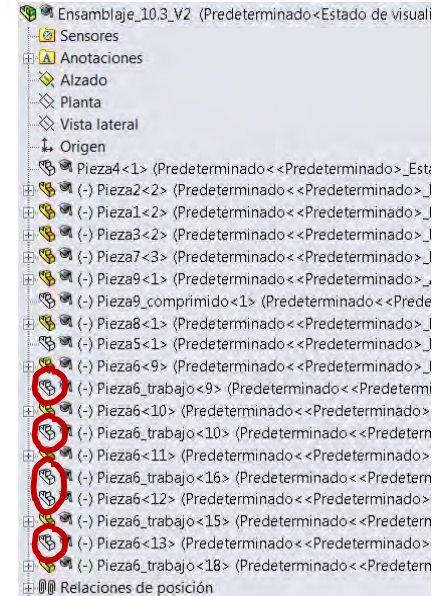 Ensamblaje_10.3_V2 (Predeterminado<Estado de visuali
Sensores
A Anotaciones
Alzado
Planta
Vista lateral
Origen
Pieza4<1> (Predeterminado<<Predeterminado>_Esta
(-) Pieza2<2> (Predeterminado<<Predeterminado>_
(-) Pieza1<2> (Predeterminado<<Predeterminado>_
(-) Pieza3<2> (Predeterminado<<Predeterminado>_
(-) Pieza7<3> (Predeterminado<<Predeterminado>_
(-) Pieza9<1> (Predeterminado<<Predeterminado>_
(-) Pieza9_comprimido<1> (Predeterminado<<Prede
(-) Pieza8<1> (Predeterminado<<Predeterminado>_
(-) Pieza5<1> (Predeterminado<<Predeterminado>_
(-) Pieza6<9> (Predeterminado<<Predeterminado>_
(-) Pieza6_trabajo<9> (Predeterminado<<Predetermi
(-) Pieza6<10> (Predeterminado<<Predeterminado>
(-) Pieza6_trabajo<10> (Predeterminado<<Predetern
(-) Pieza6<11> (Predeterminado<<Predeterminado>
(-) Pieza6_trabajo<16> (Predeterminado<<Predetern
(-) Pieza6<12> (Predeterminado<<Predeterminado>
(-) Pieza6_trabajo<15> (Predeterminado<<Predetern
(-) Pieza6<13> (Predeterminado<<Predeterminado>
(-) Pieza6_trabajo<18> (Predeterminado<<Predetern
Relaciones de posición